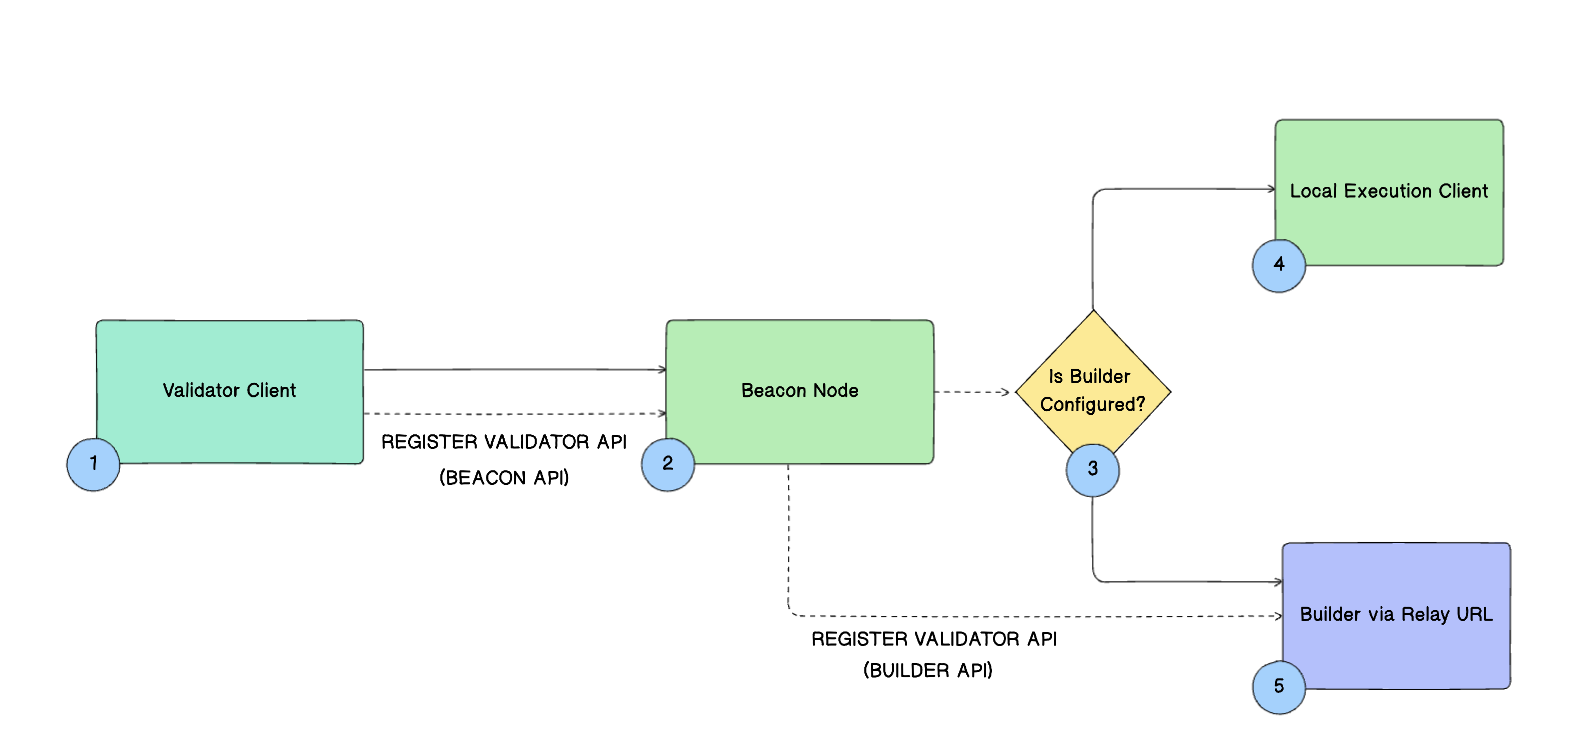 Validator Client
1
REGISTER VALIDATOR API
(BEACON API)
Beacon Node
2
Is Builder
Configured?
3
Local Execution Client
4
REGISTER VALIDATOR API
(BUILDER API)
Builder via Relay URL
5